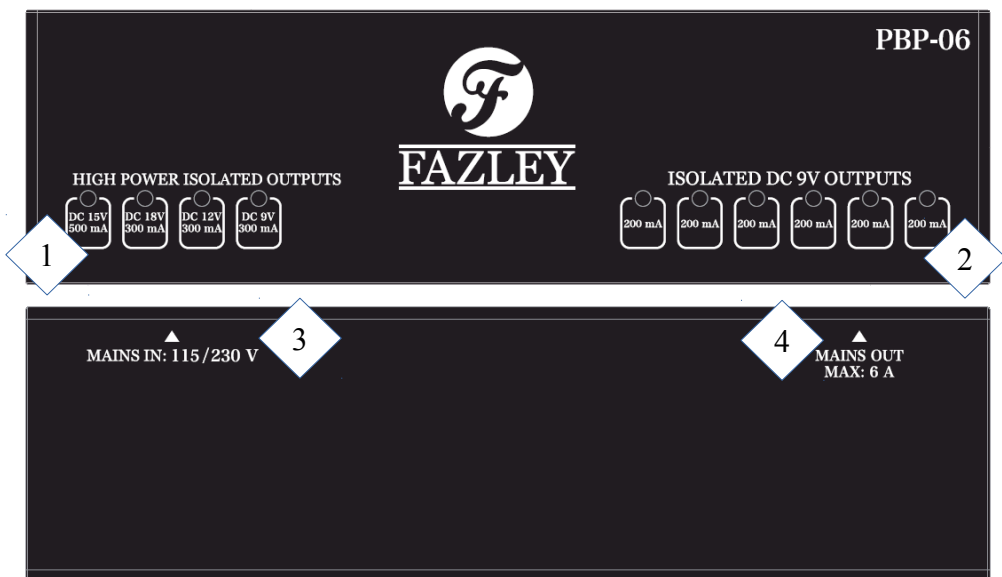 PBP-06
F
FAZLEY
HIGH POWER ISOLATED OUTPUTS
DC 15V
500 mA
DC 18V
300 mA
DC 12V
300 mA
DC 9V
300 mA
ISOLATED DC 9V OUTPUTS
200 mA
200 mA
200 mA
200 mA
200 mA
200 mA
1
2
3
4
MAINS IN: 115/230 V
MAINS OUT
MAX: 6 A